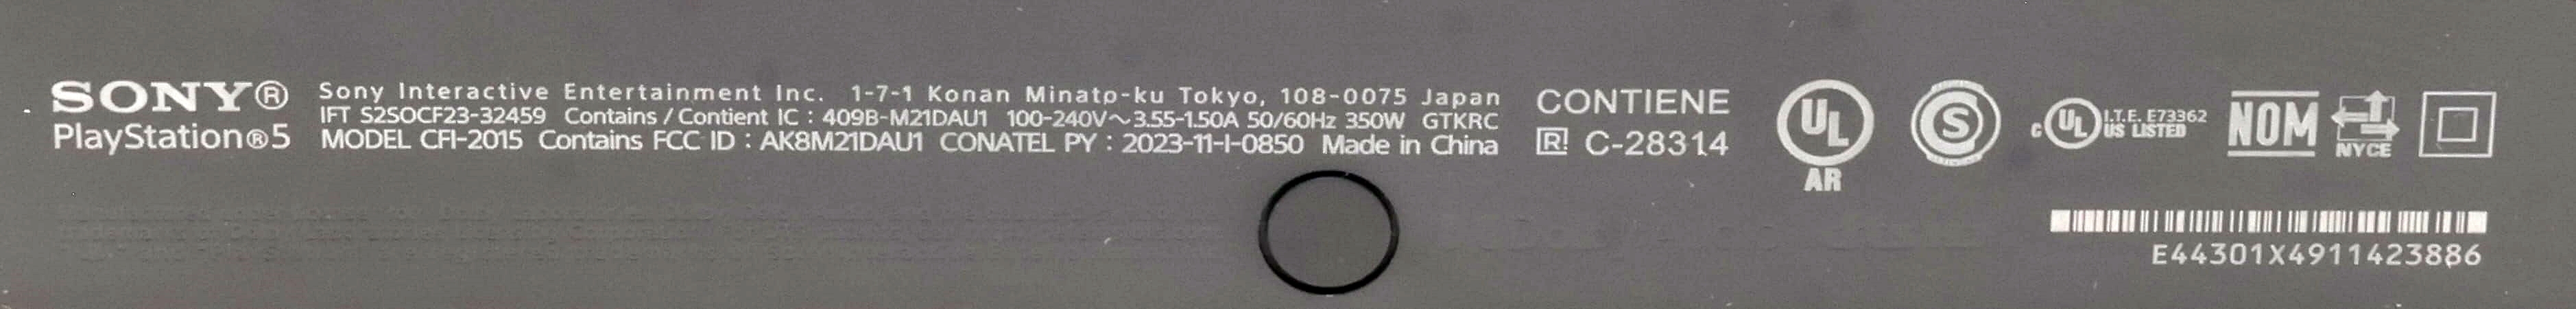 SONY® PlayStation®5
Sony Interactive Entertainment Inc. 1-7-1 Konan Minato-ku Tokyo, 108-0075 Japan
IFT S2SOCF23-32459 Contains / Contient IC : 409B-M21DAU1 100-240V~3.55-1.50A 50/60Hz 350W GTKRC
MODEL CFI-2015 Contains FCC ID : AK8M21DAU1 CONATEL PY : 2023-11-I-0850 Made in China
CONTIENE
R! C-28314
UL
AR
S
c UL US LISTED I.T.E. E73362
NOM
NYCE
E44301X4911423886